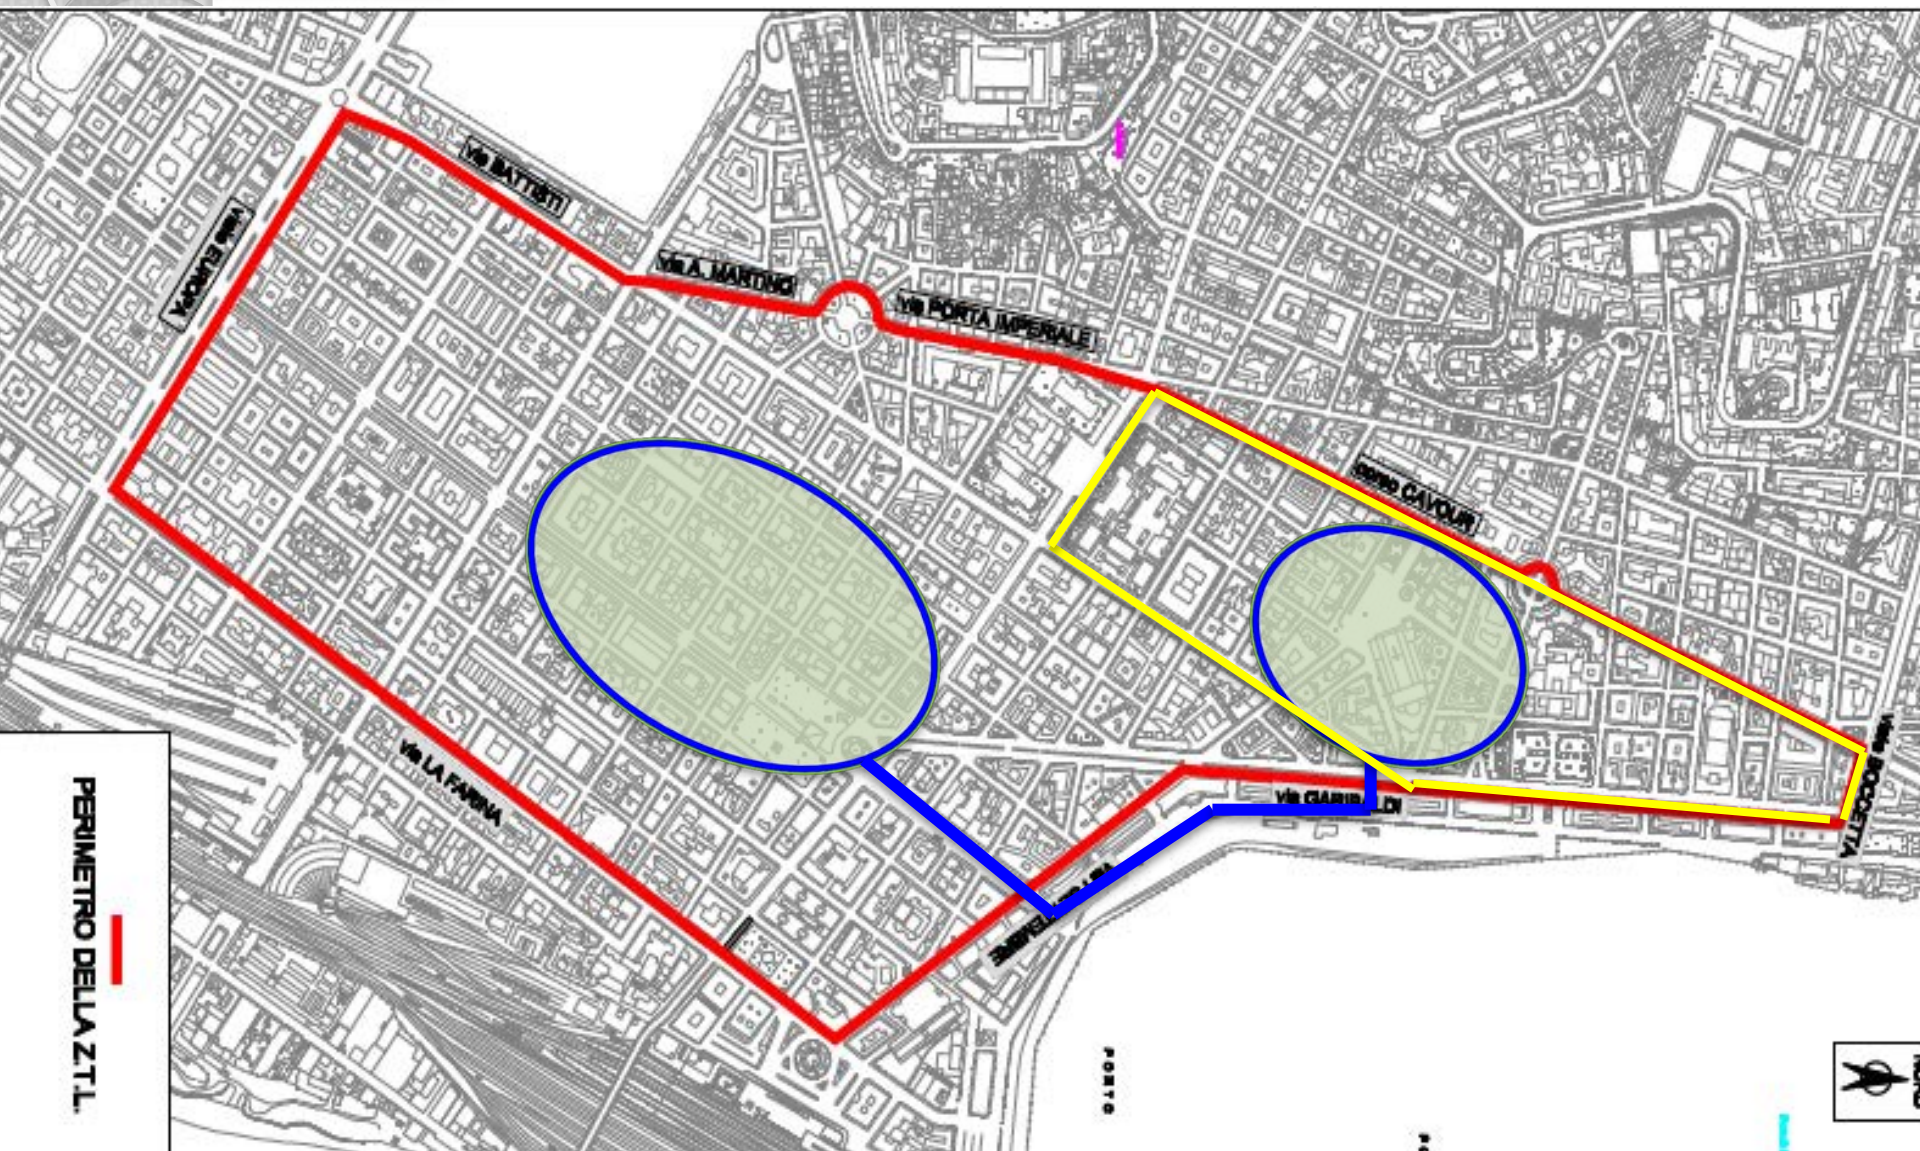 via BATTISTI
viale EUROPA
via A. MARTINO
via PORTA IMPERIALE
corso CAVOUR
viale BOCCETTA
via GARIBALDI
via LA FARINA
PERIMETRO DELLA Z.T.L.
PORTO